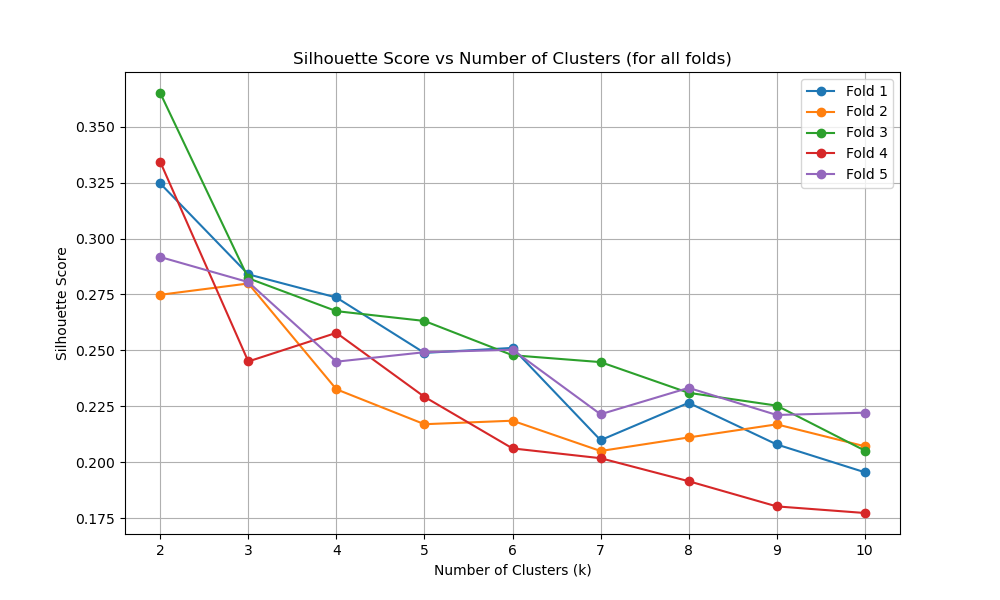 Silhouette Score vs Number of Clusters (for all folds)
Fold 1
Fold 2
Fold 3
Fold 4
Fold 5
Silhouette Score
0.350
0.325
0.300
0.275
0.250
0.225
0.200
0.175
2 3 4 5 6 7 8 9 10
Number of Clusters (k)